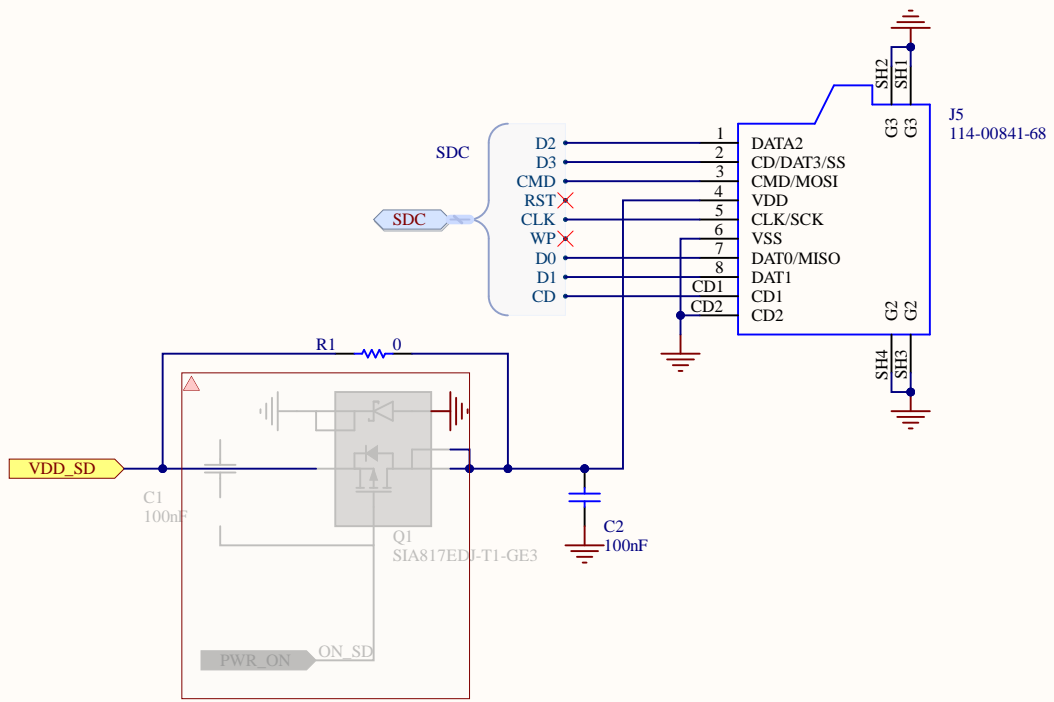 SH2
SH1
G3
G3
J5
114-00841-68
SDC
SDC
D2
D3
CMD
RST
CLK
WP
D0
D1
CD
1
2
3
4
5
6
7
8
CD1
CD2
DATA2
CD/DAT3/SS
CMD/MOSI
VDD
CLK/SCK
VSS
DAT0/MISO
DAT1
CD1
CD2
G2
G2
SH4
SH3
R1
0
VDD_SD
C1
100nF
Q1
SIA817EDJ-T1-GE3
C2
100nF
PWR_ON
ON_SD